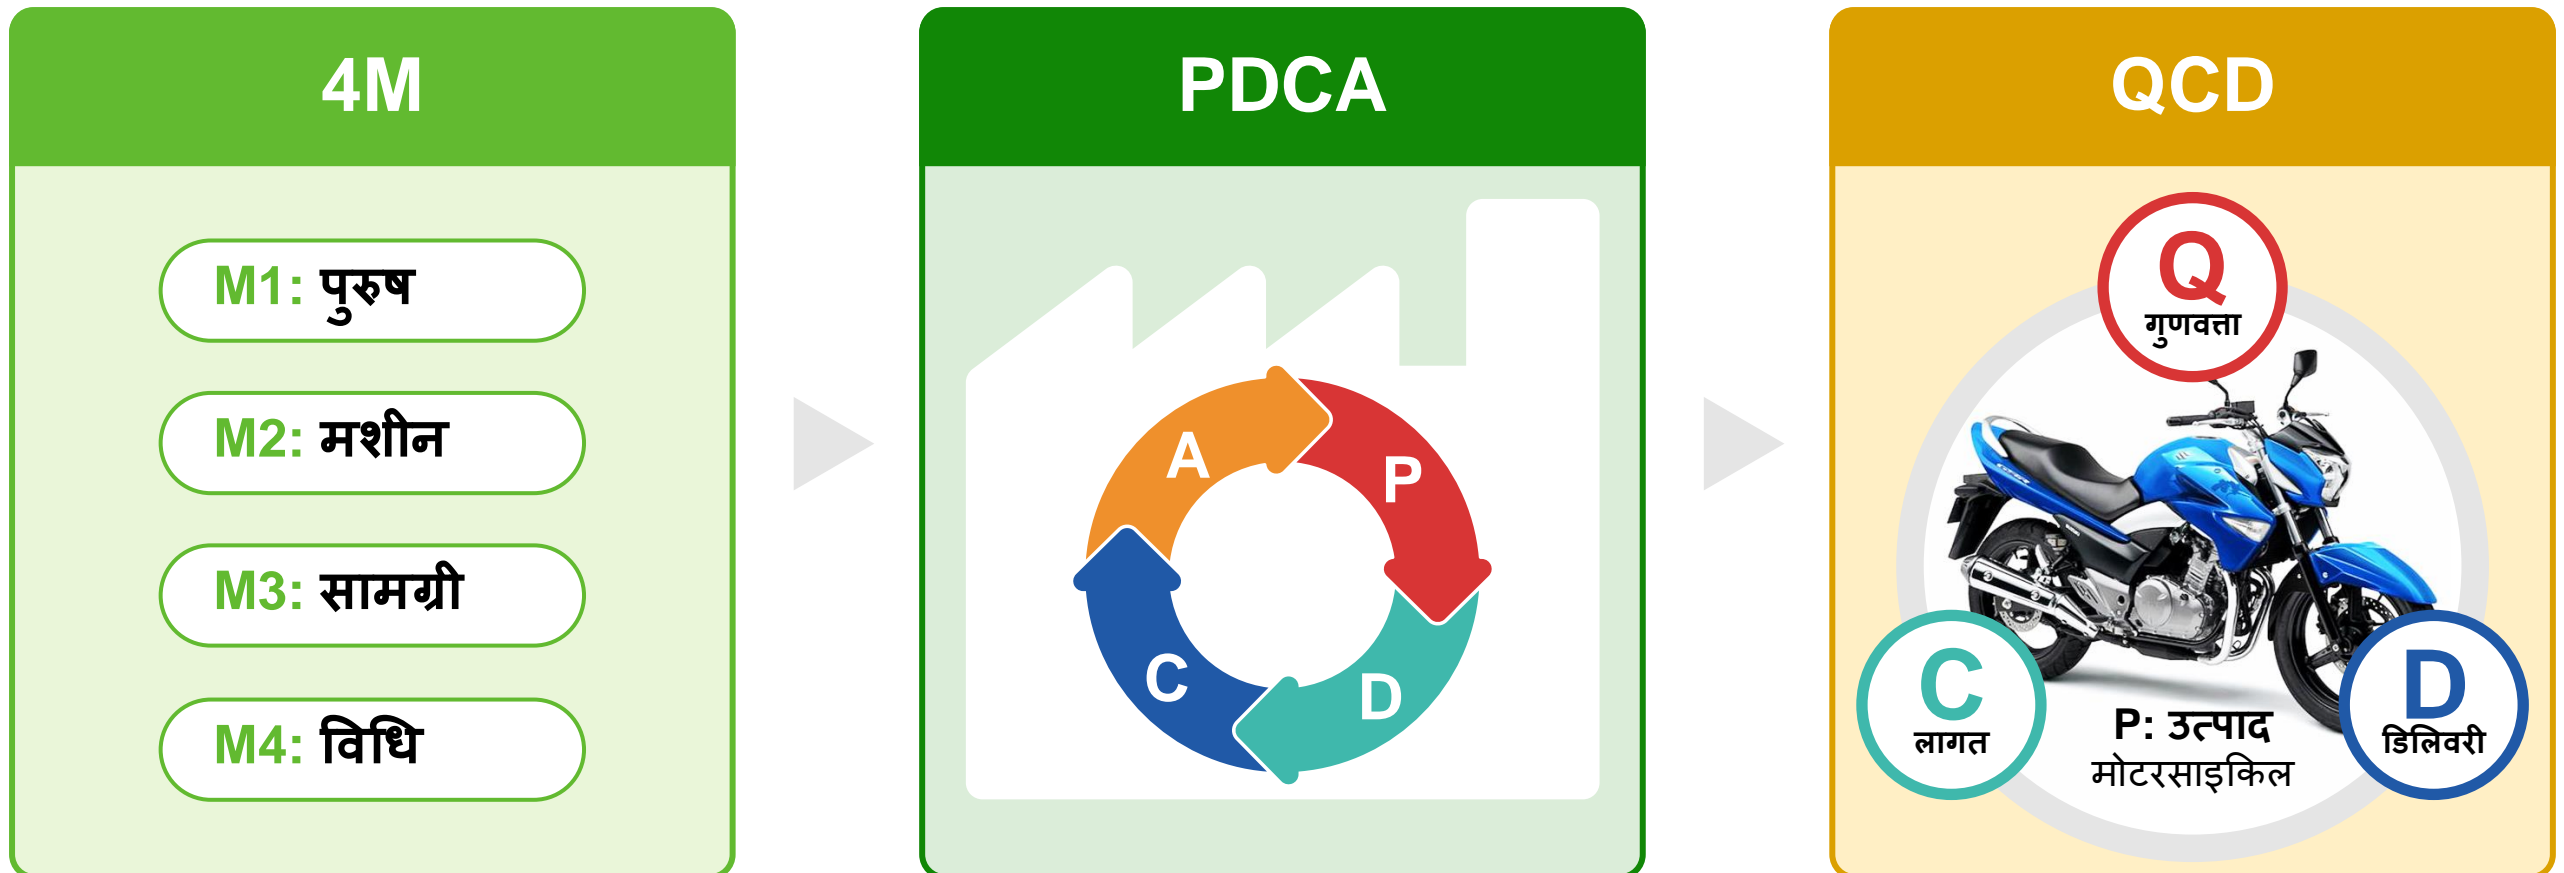 4M
M1: पुरुष
M2: मशीन
M3: सामग्री
M4: विधि
PDCA
A
P
C
D
QCD
Q
गुणवत्ता
C
लागत
D
डिलिवरी
P: उत्पाद
मोटरसाइकिल